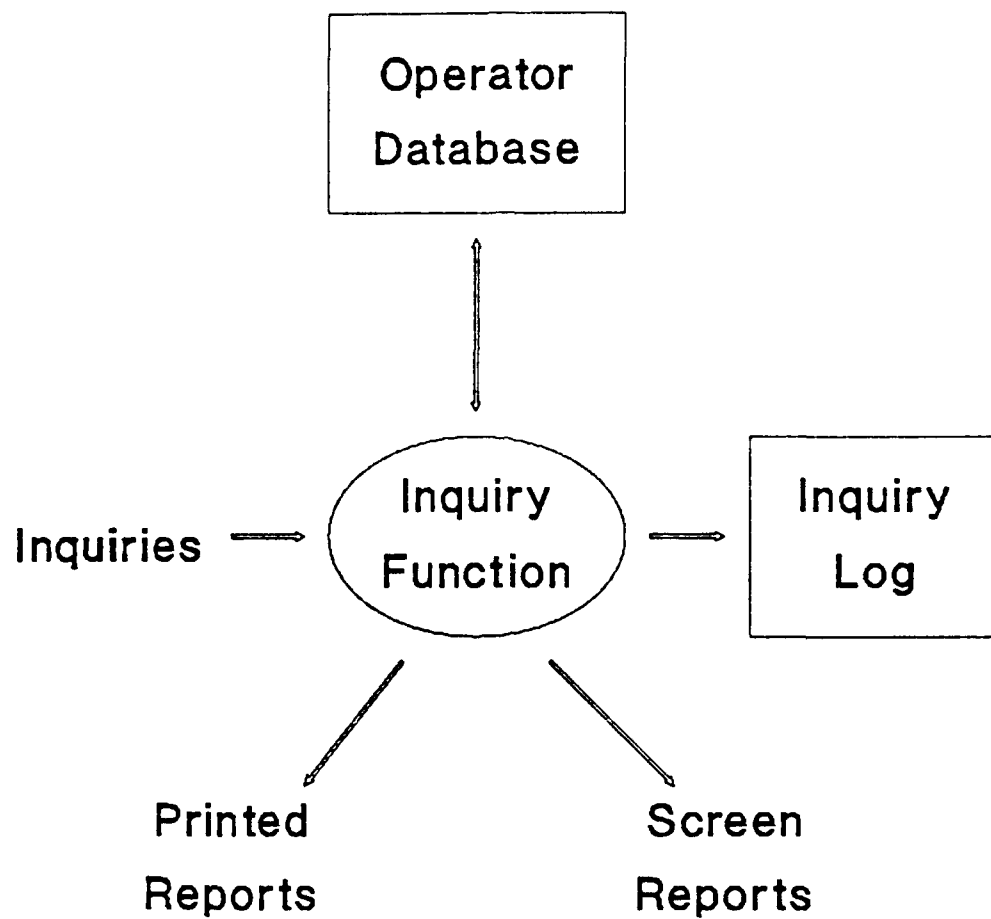 Operator
Database
Inquiries
Inquiry
Function
Inquiry
Log
Printed
Reports
Screen
Reports